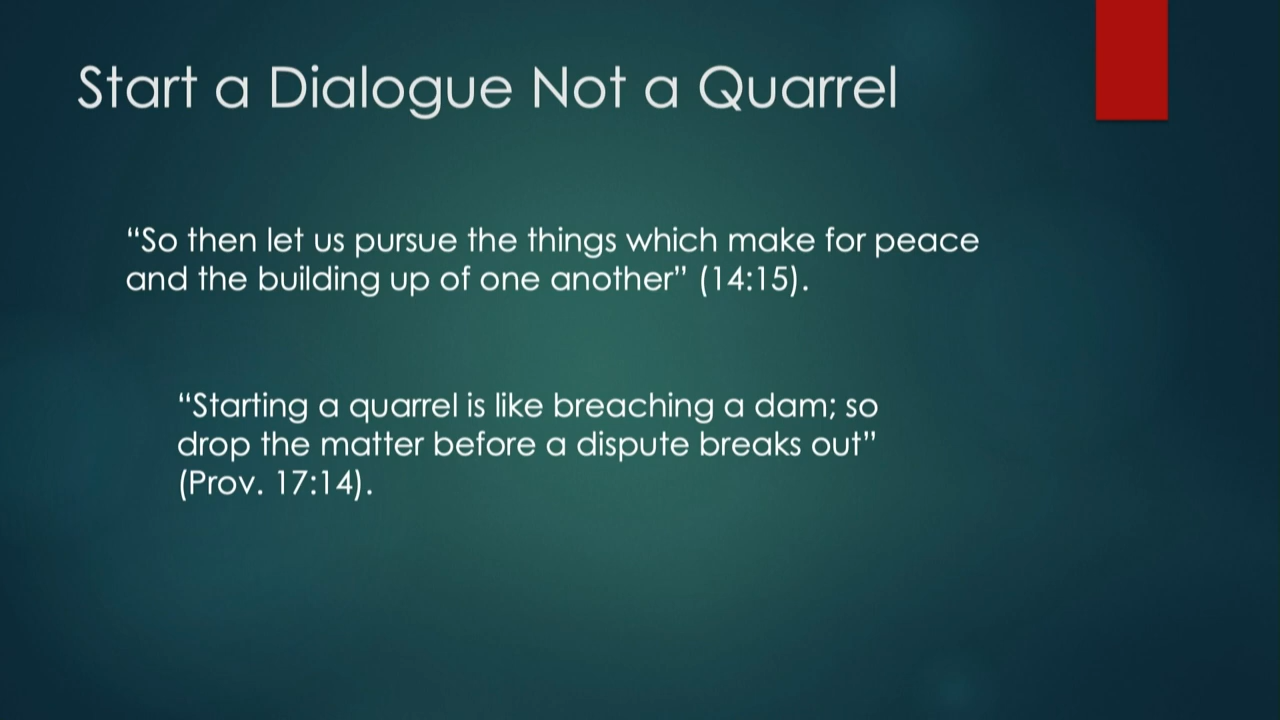 Start a Dialogue Not a Quarrel
“So then let us pursue the things which make for peace
and the building up of one another” (14:15).
“Starting a quarrel is like breaching a dam; so
drop the matter before a dispute breaks out”
(Prov. 17:14).